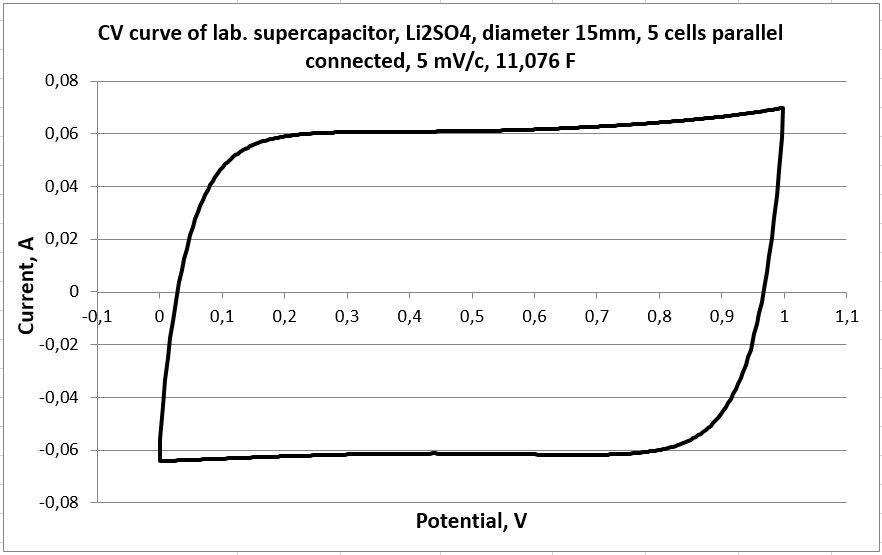 CV curve of lab. supercapacitor, Li2SO4, diameter 15mm, 5 cells parallel
connected, 5 mV/c, 11,076 F
0,08
0,06
0,04
0,02
0
-0,02
-0,04
-0,06
-0,08
-0,1 0 0,1 0,2 0,3 0,4 0,5 0,6 0,7 0,8 0,9 1 1,1
Current, A
Potential, V